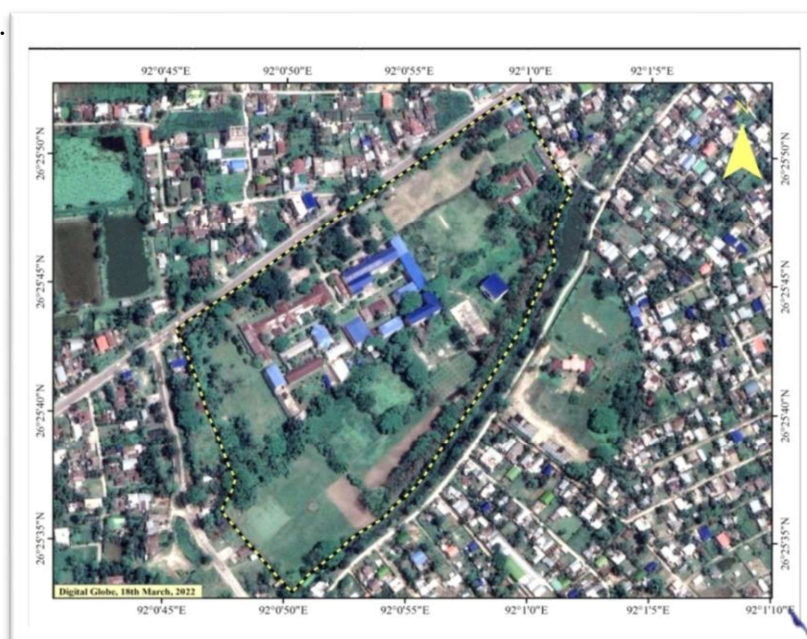 92°0'45"E 92°0'50"E 92°0'55"E 92°1'0"E 92°1'5"E
26°25'50"N 26°25'50"N
N
26°25'45"N 26°25'45"N
26°25'40"N 26°25'40"N
26°25'35"N 26°25'35"N
Digital Globe, 18th March, 2022
92°0'45"E 92°0'50"E 92°0'55"E 92°1'0"E 92°1'5"E 92°1'10"E